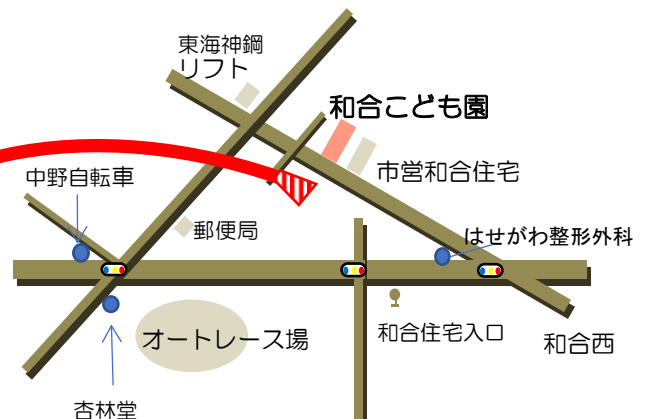 東海神鋼
リフト
和合こども園
市営和合住宅
中野自転車
郵便局
はせがわ整形外科
オートレース場
和合住宅入口
和合西
杏林堂